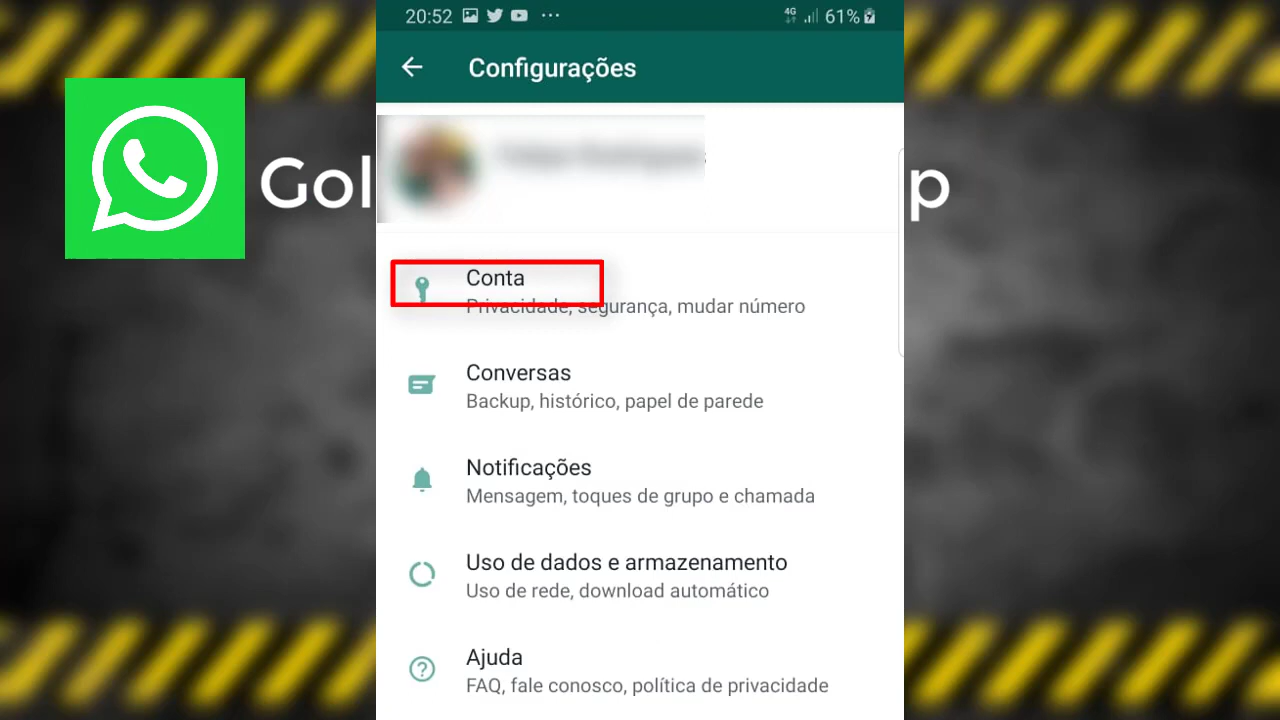 20:52 4G 61%
Configurações
Gol
p
Conta
Privacidade, segurança, mudar número
Conversas
Backup, histórico, papel de parede
Notificações
Mensagem, toques de grupo e chamada
Uso de dados e armazenamento
Uso de rede, download automático
Ajuda
FAQ, fale conosco, política de privacidade